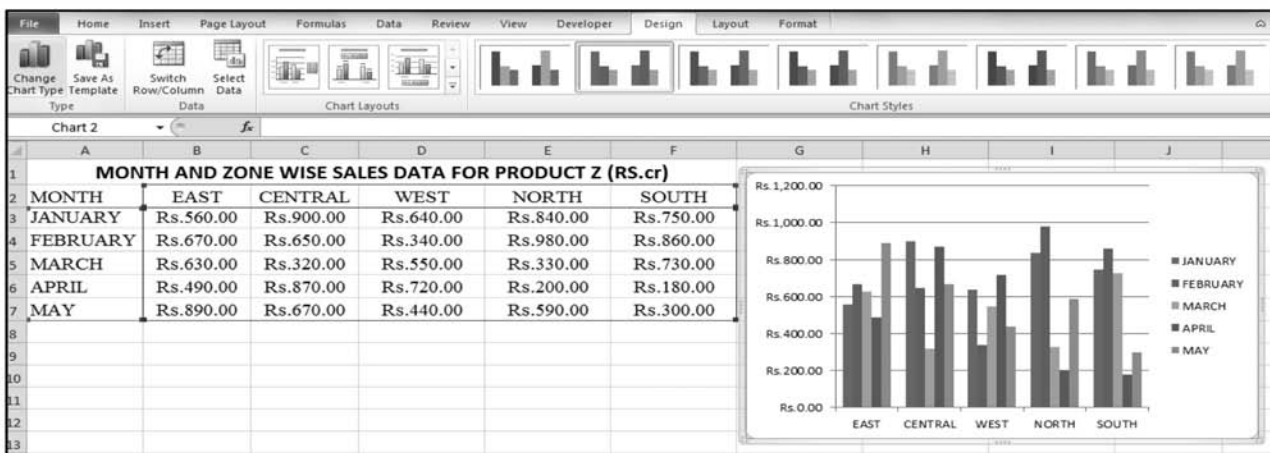 File Home Insert Page Layout Formulas Data Review View Developer Design Layout Format
Change Save As Switch Select
Chart Type Template Row/Column Data
Type Data Chart Layouts Chart Styles
Chart 2 fx
A B C D E F G H I J
1 MONTH AND ZONE WISE SALES DATA FOR PRODUCT Z (RS.cr)
2 MONTH EAST CENTRAL WEST NORTH SOUTH
3 JANUARY Rs.560.00 Rs.900.00 Rs.640.00 Rs.840.00 Rs.750.00
4 FEBRUARY Rs.670.00 Rs.650.00 Rs.340.00 Rs.980.00 Rs.860.00
5 MARCH Rs.630.00 Rs.320.00 Rs.550.00 Rs.330.00 Rs.730.00
6 APRIL Rs.490.00 Rs.870.00 Rs.720.00 Rs.200.00 Rs.180.00
7 MAY Rs.890.00 Rs.670.00 Rs.440.00 Rs.590.00 Rs.300.00
8
9
10
11
12
13
Rs.1,200.00
Rs.1,000.00
Rs.800.00
Rs.600.00
Rs.400.00
Rs.200.00
Rs.0.00
EAST CENTRAL WEST NORTH SOUTH
JANUARY
FEBRUARY
MARCH
APRIL
MAY